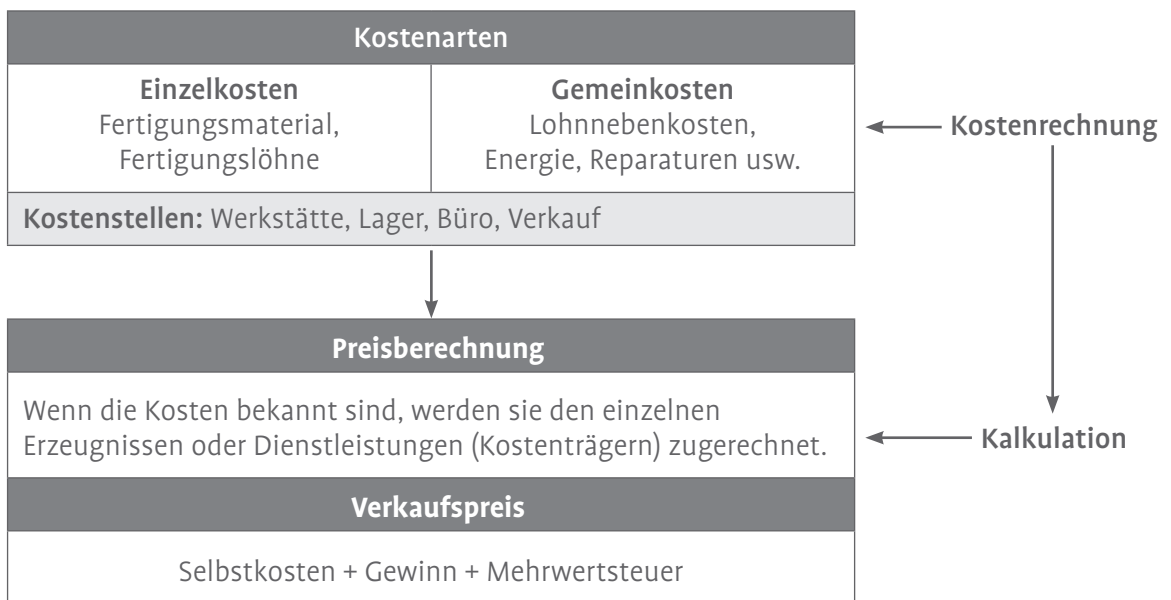 Kostenarten
Einzelkosten
Fertigungsmaterial,
Fertigungslöhne
Gemeinkosten
Lohnnebenkosten,
Energie, Reparaturen usw.
Kostenrechnung
Kostenstellen: Werkstätte, Lager, Büro, Verkauf
Preisberechnung
Wenn die Kosten bekannt sind, werden sie den einzelnen
Erzeugnissen oder Dienstleistungen (Kostenträgern) zugerechnet.
Kalkulation
Verkaufspreis
Selbstkosten + Gewinn + Mehrwertsteuer